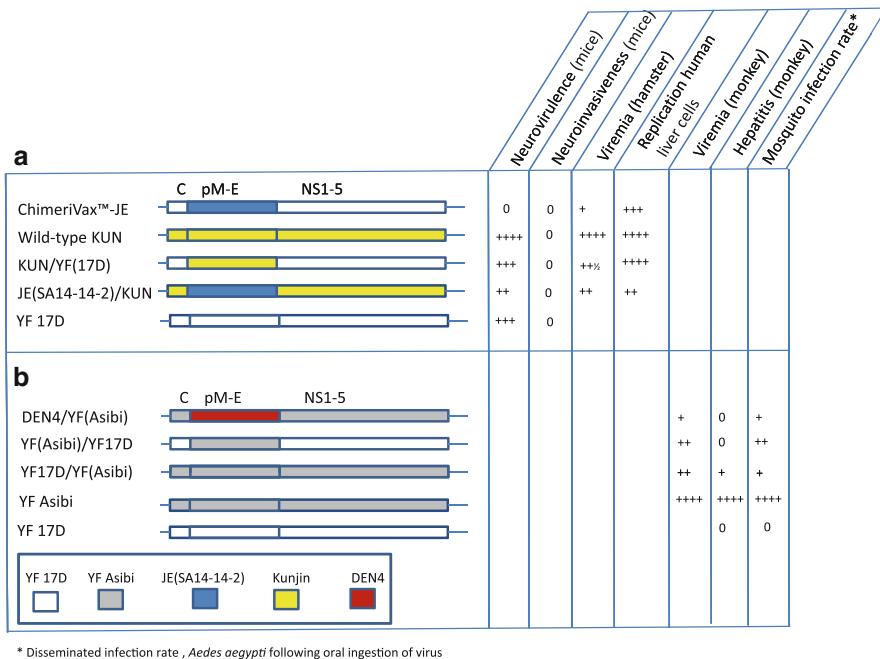 Neurovirulence (mice)
Neuroinvasiveness (mice)
Viremia (hamster)
Replication human
liver cells
Viremia (monkey)
Hepatitis (monkey)
Mosquito infection rate*
a
C pM-E NS1-5
ChimeriVax™-JE 0 0 + +++
Wild-type KUN ++++ 0 ++++ ++++
KUN/YF(17D) +++ 0 ++½ ++++
JE(SA14-14-2)/KUN ++ 0 ++ ++
YF 17D +++ 0
b
C pM-E NS1-5
DEN4/YF(Asibi) + 0 +
YF(Asibi)/YF17D ++ 0 ++
YF17D/YF(Asibi) ++ + +
YF Asibi ++++ ++++ ++++
YF 17D 0 0
YF 17D YF Asibi JE(SA14-14-2) Kunjin DEN4
* Disseminated infection rate , Aedes aegypti following oral ingestion of virus